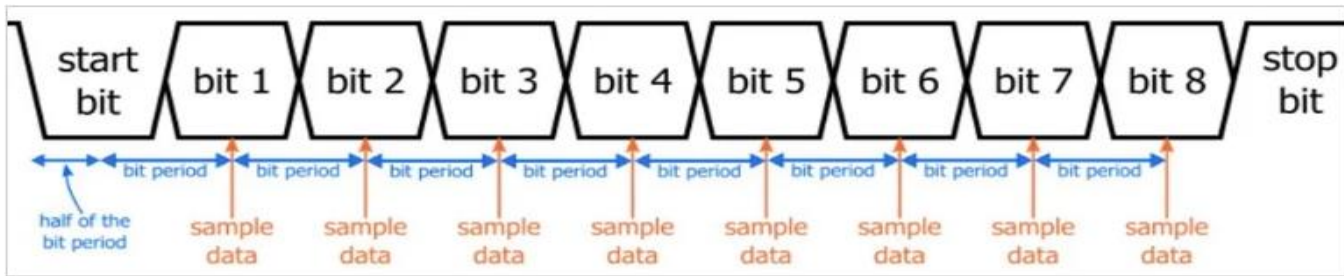 start
bit
bit 1
bit 2
bit 3
bit 4
bit 5
bit 6
bit 7
bit 8
stop
bit
bit period
bit period
bit period
bit period
bit period
bit period
bit period
bit period
half of the
bit period
sample
data
sample
data
sample
data
sample
data
sample
data
sample
data
sample
data
sample
data